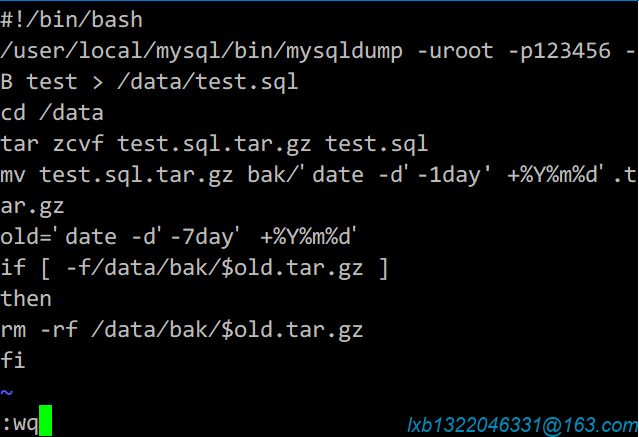 #!/bin/bash
/user/local/mysql/bin/mysqldump -uroot -p123456 -
B test > /data/test.sql
cd /data
tar zcvf test.sql.tar.gz test.sql
mv test.sql.tar.gz bak/'date -d'-1day' +%Y%m%d'.t
ar.gz
old='date -d'-7day' +%Y%m%d'
if [ -f/data/bak/$old.tar.gz ]
then
rm -rf /data/bak/$old.tar.gz
fi
~
:wq
lxb1322046331@163.com